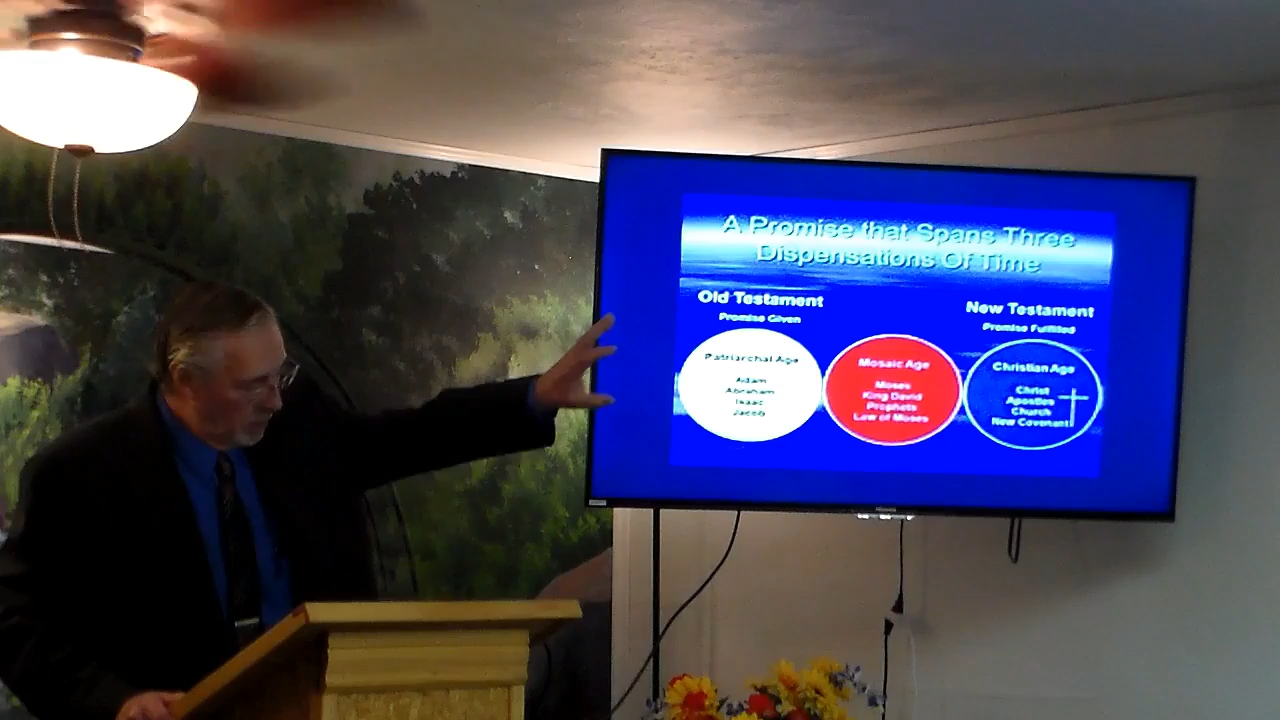 A Promise that Spans Three
Dispensations Of Time
Old Testament
Promise Given
Patriarchal Age
Adam
Abraham
Isaac
Jacob
Mosaic Age
Moses
King David
Prophets
Law of Moses
New Testament
Promise Fulfilled
Christian Age
Christ
Apostles
Church
New Covenant
Hisense